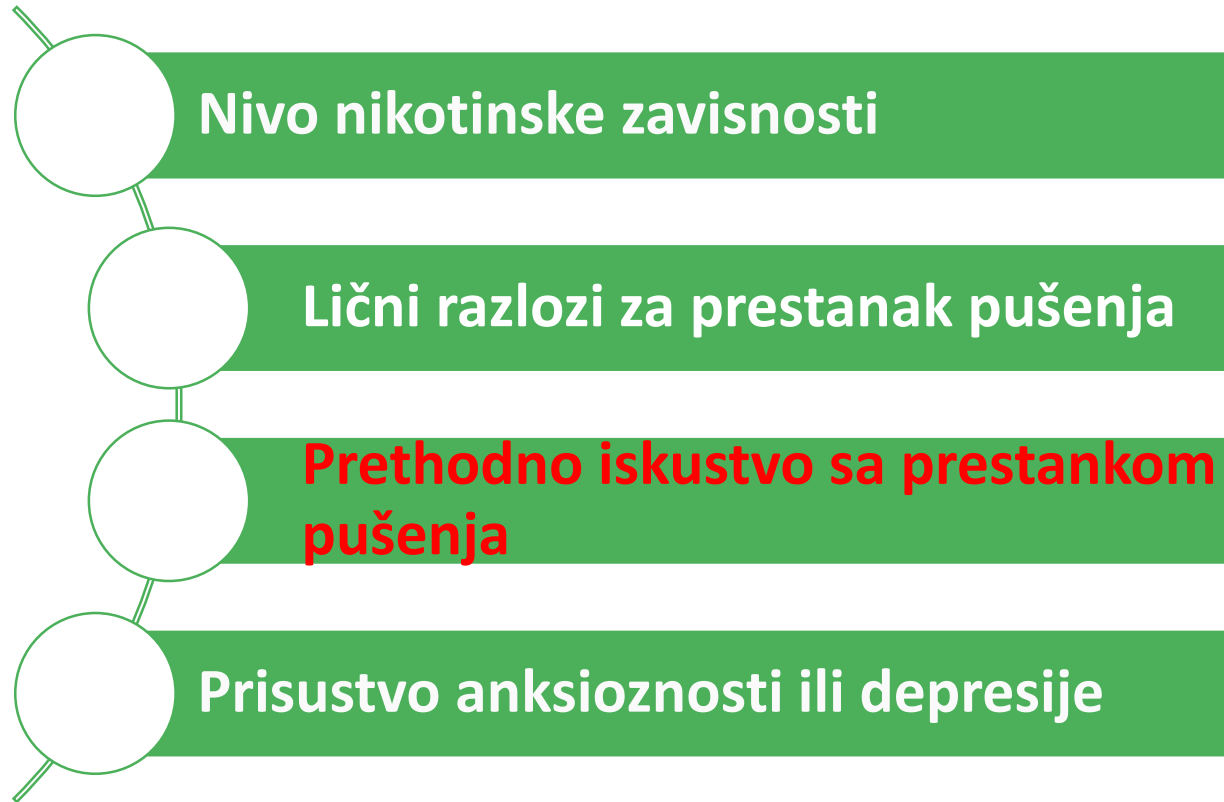 Nivo nikotinske zavisnosti
Lični razlozi za prestanak pušenja
Prethodno iskustvo sa prestankom
pušenja
Prisustvo anksioznosti ili depresije